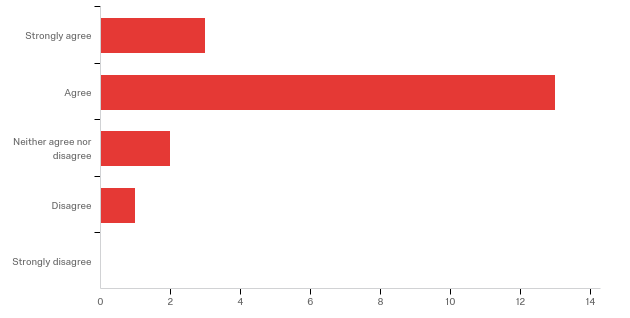 Strongly agree
Agree
Neither agree nor
disagree
Disagree
Strongly disagree
0 2 4 6 8 10 12 14